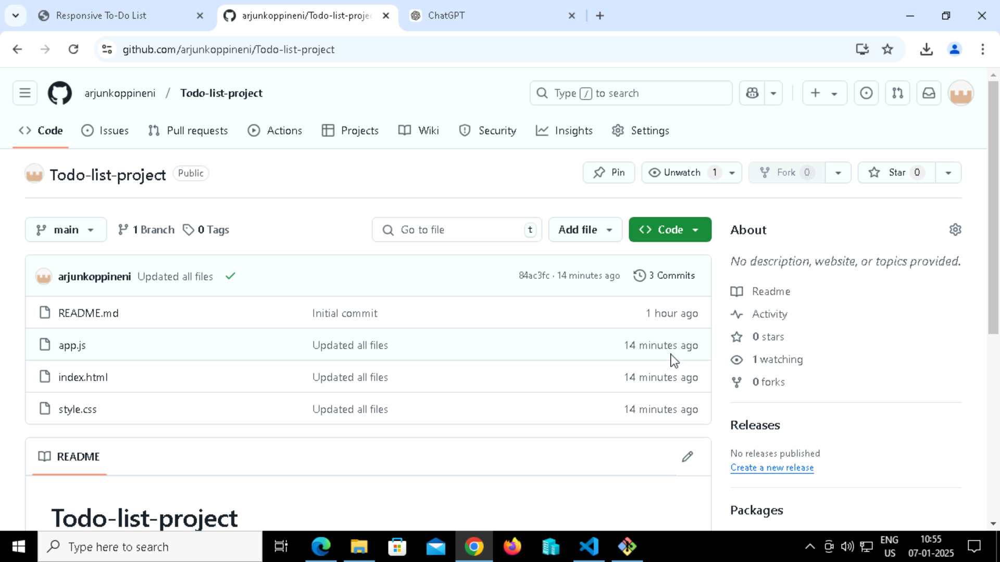 Responsive To-Do List
arjunkoppineni/Todo-list-projec
ChatGPT
github.com/arjunkoppineni/Todo-list-project
arjunkoppineni / Todo-list-project
Type / to search
Code Issues Pull requests Actions Projects Wiki Security Insights Settings
Todo-list-project Public
Pin Unwatch 1 Fork 0 Star 0
main 1 Branch 0 Tags
Go to file t
Add file
Code
arjunkoppineni Updated all files 84ac3fc · 14 minutes ago 3 Commits
README.md Initial commit 1 hour ago
app.js Updated all files 14 minutes ago
index.html Updated all files 14 minutes ago
style.css Updated all files 14 minutes ago
README
Todo-list-project
About
No description, website, or topics provided.
Readme
Activity
0 stars
1 watching
0 forks
Releases
No releases published
Create a new release
Packages
Type here to search
ENG
US
10:55
07-01-2025